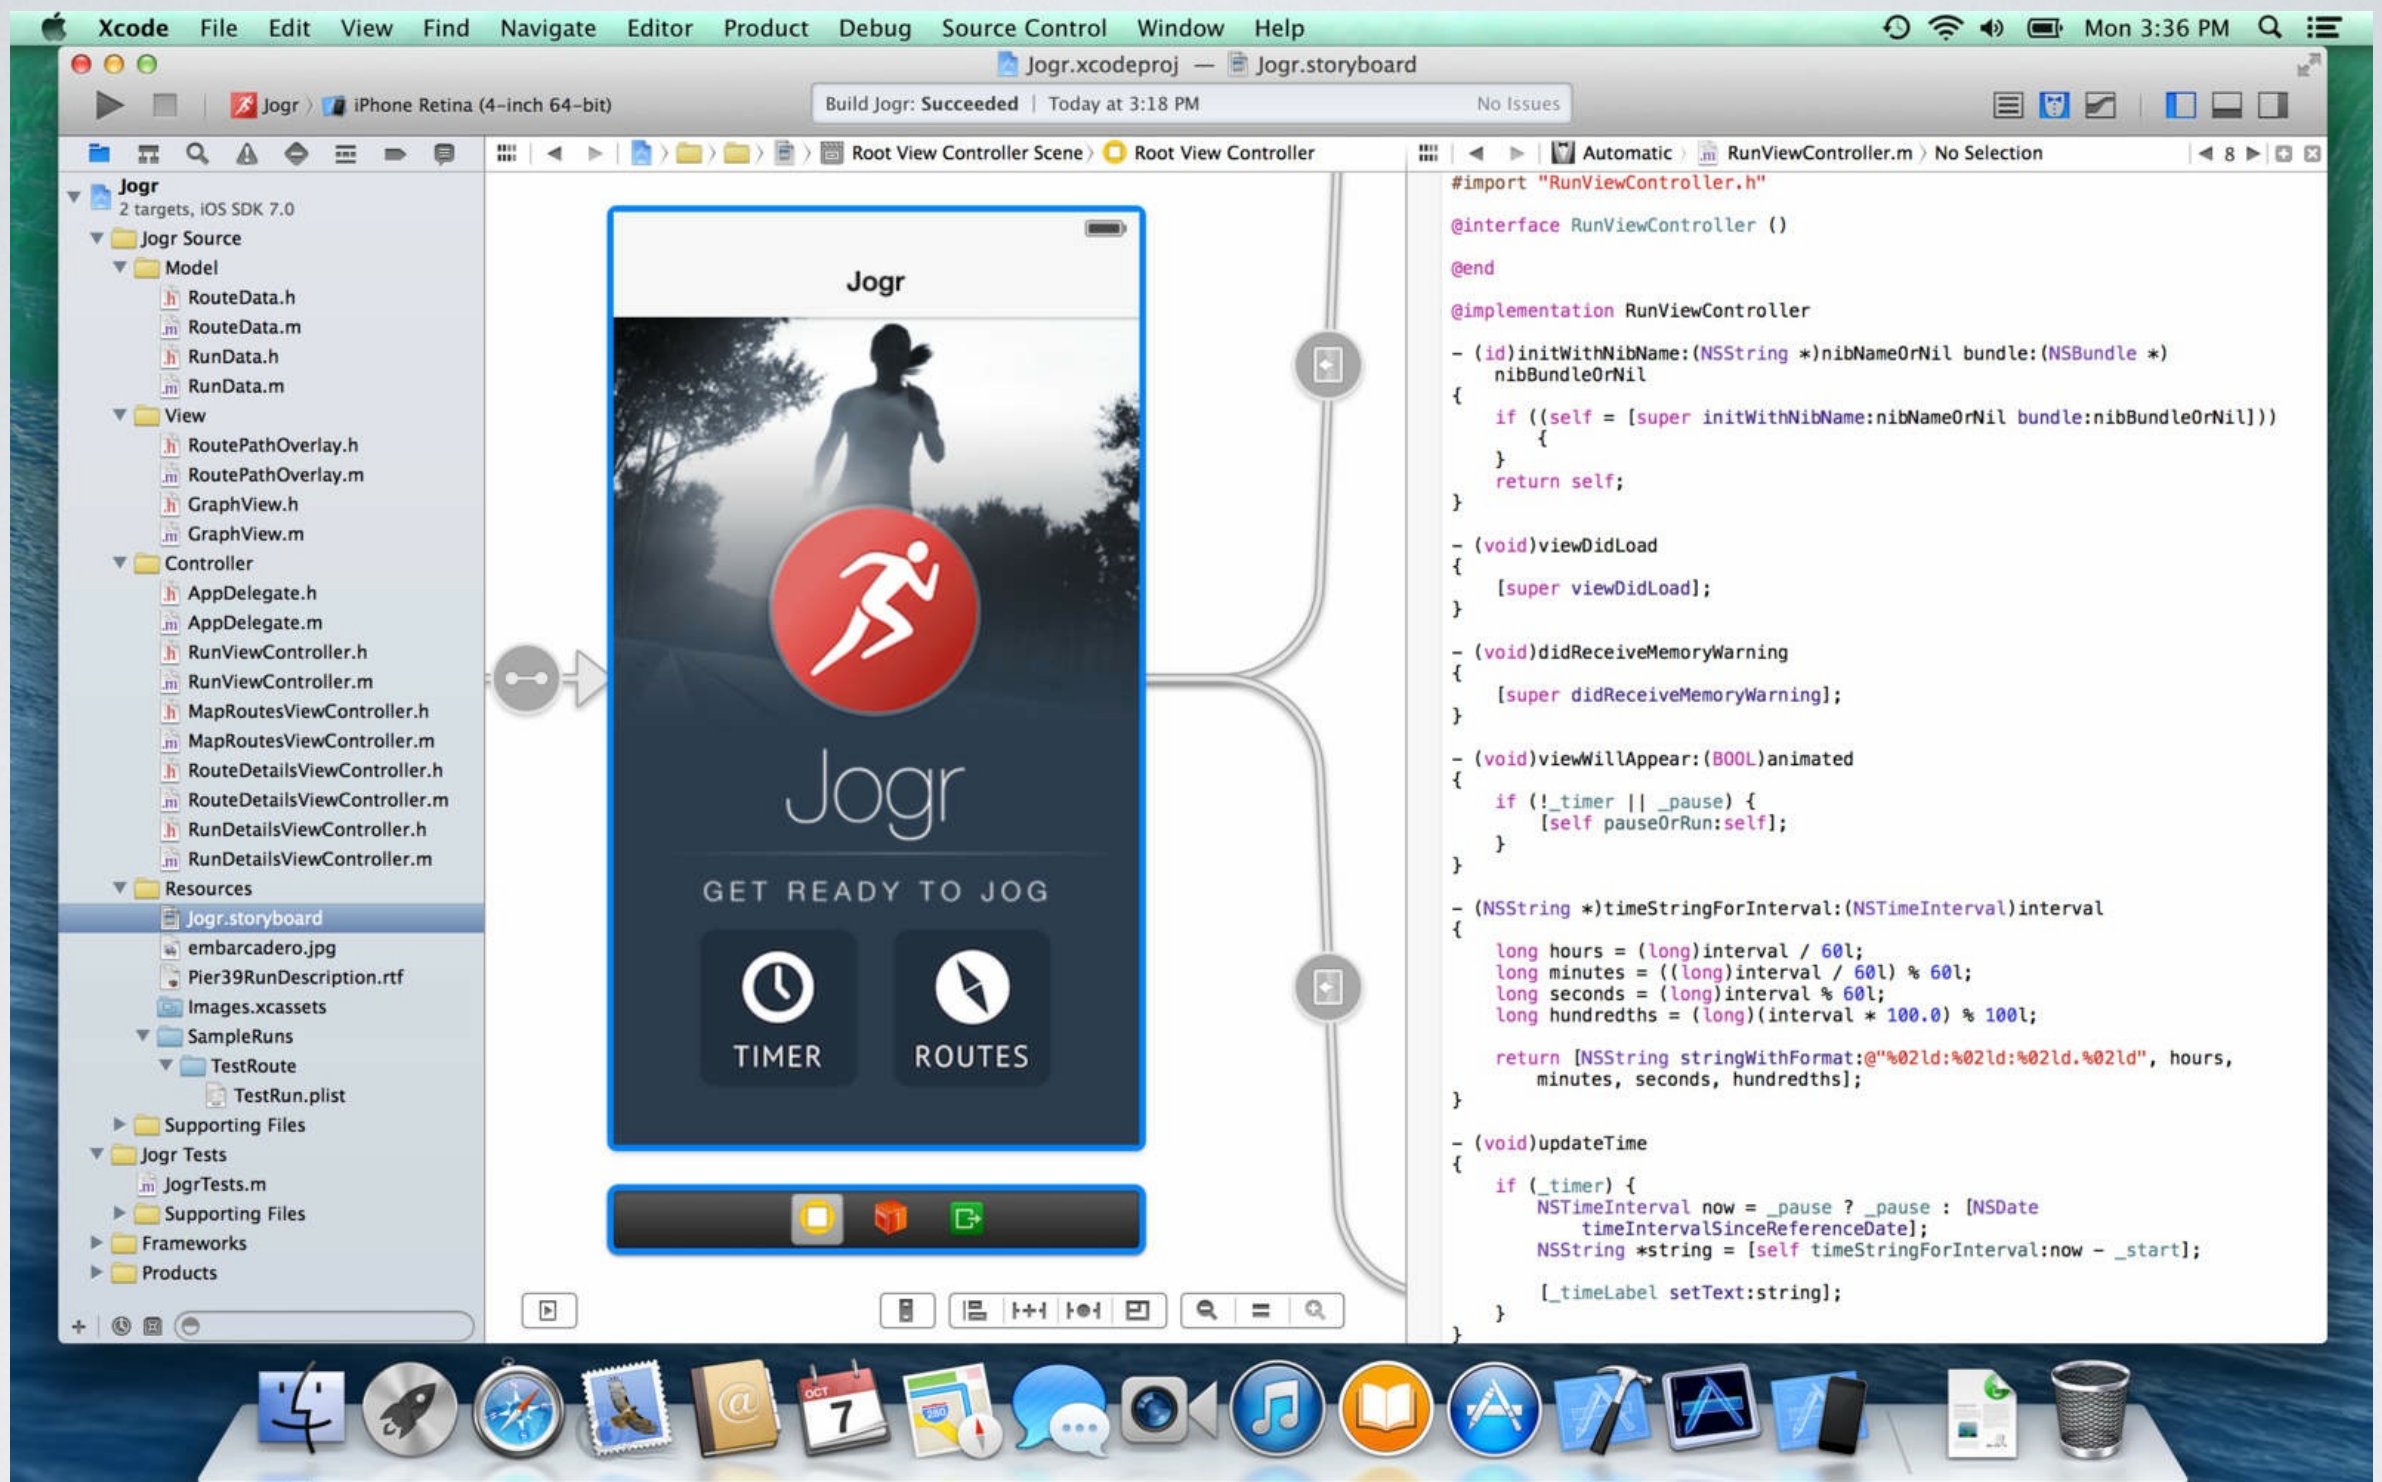 Xcode File Edit View Find Navigate Editor Product Debug Source Control Window Help Mon 3:36 PM
Jogr.xcodeproj — Jogr.storyboard
Jogr iPhone Retina (4-inch 64-bit) Build Jogr: Succeeded | Today at 3:18 PM No Issues
Root View Controller Scene Root View Controller Automatic RunViewController.m No Selection 8
Jogr
2 targets, iOS SDK 7.0
Jogr Source
Model
RouteData.h
RouteData.m
RunData.h
RunData.m
View
RoutePathOverlay.h
RoutePathOverlay.m
GraphView.h
GraphView.m
Controller
AppDelegate.h
AppDelegate.m
RunViewController.h
RunViewController.m
MapRoutesViewController.h
MapRoutesViewController.m
RouteDetailsViewController.h
RouteDetailsViewController.m
RunDetailsViewController.h
RunDetailsViewController.m
Resources
Jogr.storyboard
embarcadero.jpg
Pier39RunDescription.rtf
Images.xcassets
SampleRuns
TestRoute
TestRun.plist
Supporting Files
Jogr Tests
JogrTests.m
Supporting Files
Frameworks
Products
Jogr
Jogr
GET READY TO JOG
TIMER ROUTES
#import "RunViewController.h"
@interface RunViewController ()
@end
@implementation RunViewController
- (id)initWithNibName:(NSString *)nibNameOrNil bundle:(NSBundle *)
nibBundleOrNil
{
if ((self = [super initWithNibName:nibNameOrNil bundle:nibBundleOrNil]))
{
}
return self;
}
- (void)viewDidLoad
{
[super viewDidLoad];
}
- (void)didReceiveMemoryWarning
{
[super didReceiveMemoryWarning];
}
- (void)viewWillAppear:(BOOL)animated
{
if (!_timer || _pause) {
[self pauseOrRun:self];
}
}
- (NSString *)timeStringForInterval:(NSTimeInterval)interval
{
long hours = (long)interval / 60l;
long minutes = ((long)interval / 60l) % 60l;
long seconds = (long)interval % 60l;
long hundredths = (long)(interval * 100.0) % 100l;
return [NSString stringWithFormat:@"%02ld:%02ld:%02ld.%02ld", hours,
minutes, seconds, hundredths];
}
- (void)updateTime
{
if (_timer) {
NSTimeInterval now = _pause ? _pause : [NSDate
timeIntervalSinceReferenceDate];
NSString *string = [self timeStringForInterval:now - _start];
[_timeLabel setText:string];
}
}
OCT
7
280